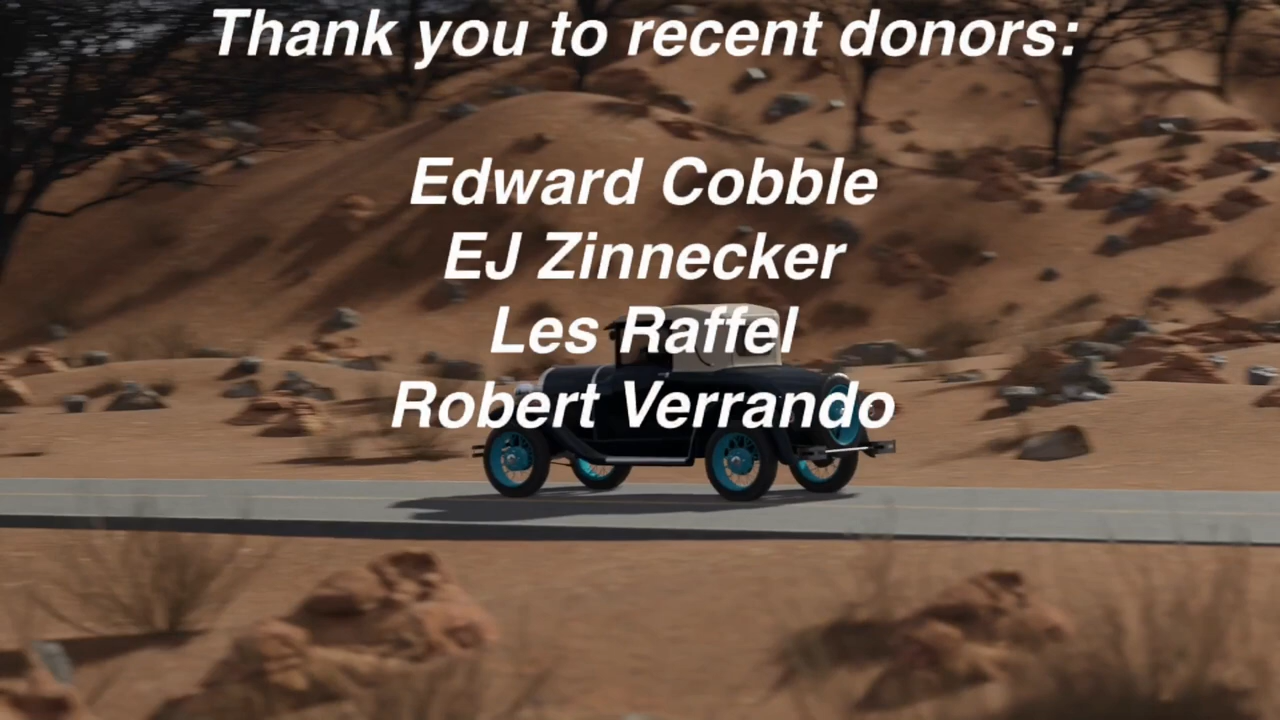 Thank you to recent donors:
Edward Cobble
EJ Zinnecker
Les Raffel
Robert Verrando